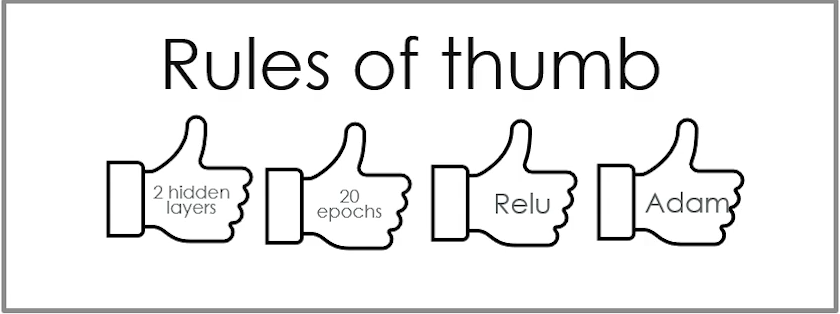 Rules of thumb
2 hidden
layers
20
epochs
Relu
Adam